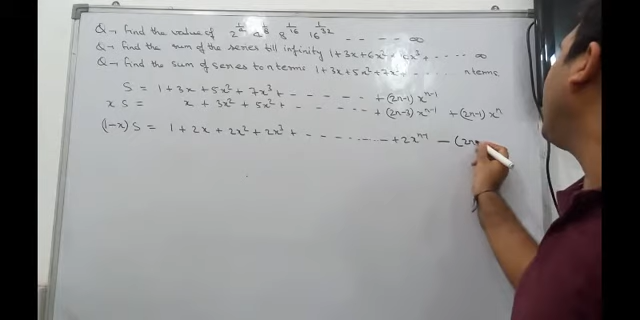 Q → Find the value of 2^{1/4} 4^{1/8} 8^{1/16} 16^{1/32} - - - - - ∞
Q → Find the sum of the series till infinity 1 + 3x + 6x² - 10x³ + ····· ∞
Q → Find the sum of series to n terms 1 + 3x + 5x² + 7x³ ····· n terms
S = 1 + 3x + 5x² + 7x³ + - - - - - - - + (2n-1) x^{n-1}
xS = x + 3x² + 5x² + - - - - - - - + (2n-3) x^{n-1} + (2n-1) x^n
(1-x) S = 1 + 2x + 2x² + 2x³ + - - - - - - - + 2x^{n-1} - (2n